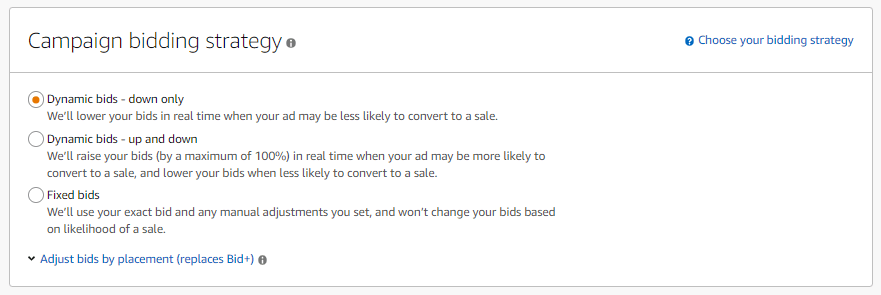 Campaign bidding strategy
Choose your bidding strategy
Dynamic bids - down only
We'll lower your bids in real time when your ad may be less likely to convert to a sale.
Dynamic bids - up and down
We'll raise your bids (by a maximum of 100%) in real time when your ad may be more likely to
convert to a sale, and lower your bids when less likely to convert to a sale.
Fixed bids
We'll use your exact bid and any manual adjustments you set, and won't change your bids based
on likelihood of a sale.
Adjust bids by placement (replaces Bid+)